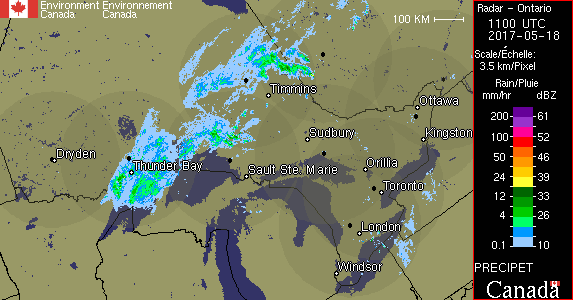 Environment Environnement
Canada Canada
100 KM
Timmins
Ottawa
Sudbury
Kingston
Dryden
Thunder Bay
Sault Ste. Marie
Orillia
Toronto
London
Windsor
Radar - Ontario
1100 UTC
2017-05-18
Scale/Échelle:
3.5 km/Pixel
Rain/Pluie
mm/hr dBZ
200 61
100 52
50 46
24 39
12 33
4 26
0.1 10
PRECIPET
Canada